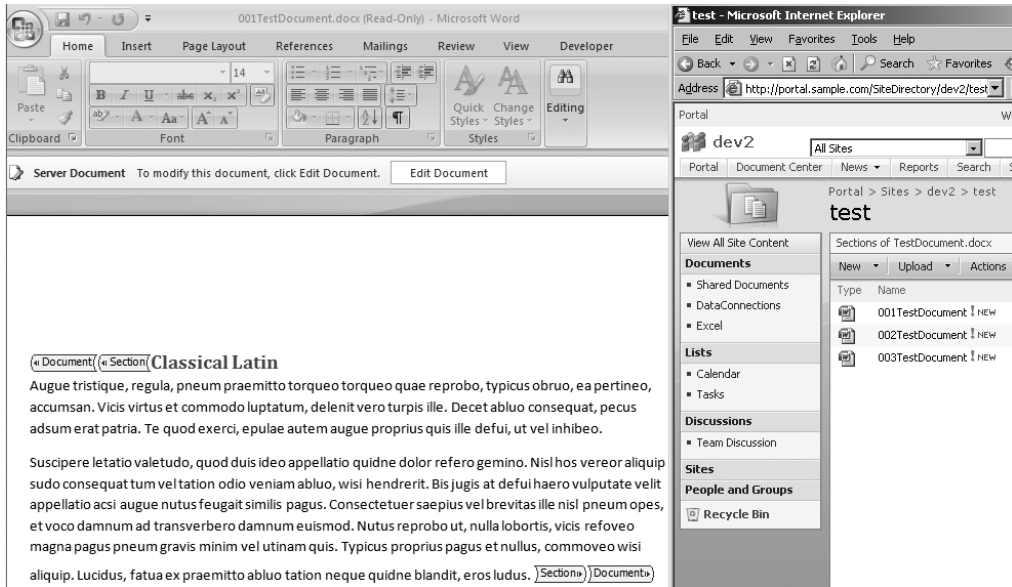 001TestDocument.docx (Read-Only) - Microsoft Word
Home Insert Page Layout References Mailings Review View Developer
14
Paste
B I U abc x₂ x² ab
A Aa A A
Quick Styles Change Styles Editing
Clipboard Font Paragraph Styles
Server Document To modify this document, click Edit Document. Edit Document
Document Section Classical Latin
Augue tristique, regula, pneum praemitto torqueo torqueo quae reprobo, typicus obruo, ea pertineo,
accumsan. Vicis virtus et commodo luptatum, delenit vero turpis ille. Decet abluo consequat, pecus
adsum erat patria. Te quod exerci, epulae autem augue proprius quis ille defui, ut vel inhibeo.
Suscipere letatio valetudo, quod duis ideo appellatio quidne dolor refero gemino. Nisl hos vereor aliquip
sudo consequat tum vel tation odio veniam abluo, wisi hendrerit. Bis jugis at defui haero vulputate velit
appellatio acsi augue nutus feugait similis pagus. Consectetuer saepius vel brevitas ille nisl pneum opes,
et voco damnum ad transverbero damnum euismod. Nutus reprobo ut, nulla lobortis, vicis refoveo
magna pagus pneum gravis minim vel utinam quis. Typicus proprius pagus et nullus, commoveo wisi
aliquip. Lucidus, fatua ex praemitto abluo tation neque quidne blandit, eros ludus. Section Document
test - Microsoft Internet Explorer
File Edit View Favorites Tools Help
Back Search Favorites
Address http://portal.sample.com/SiteDirectory/dev2/test
Portal W
dev2 All Sites
Portal Document Center News Reports Search S
Portal > Sites > dev2 > test
test
View All Site Content
Documents
Shared Documents
DataConnections
Excel
Lists
Calendar
Tasks
Discussions
Team Discussion
Sites
People and Groups
Recycle Bin
Sections of TestDocument.docx
New Upload Actions
Type Name
001TestDocument ! NEW
002TestDocument ! NEW
003TestDocument ! NEW